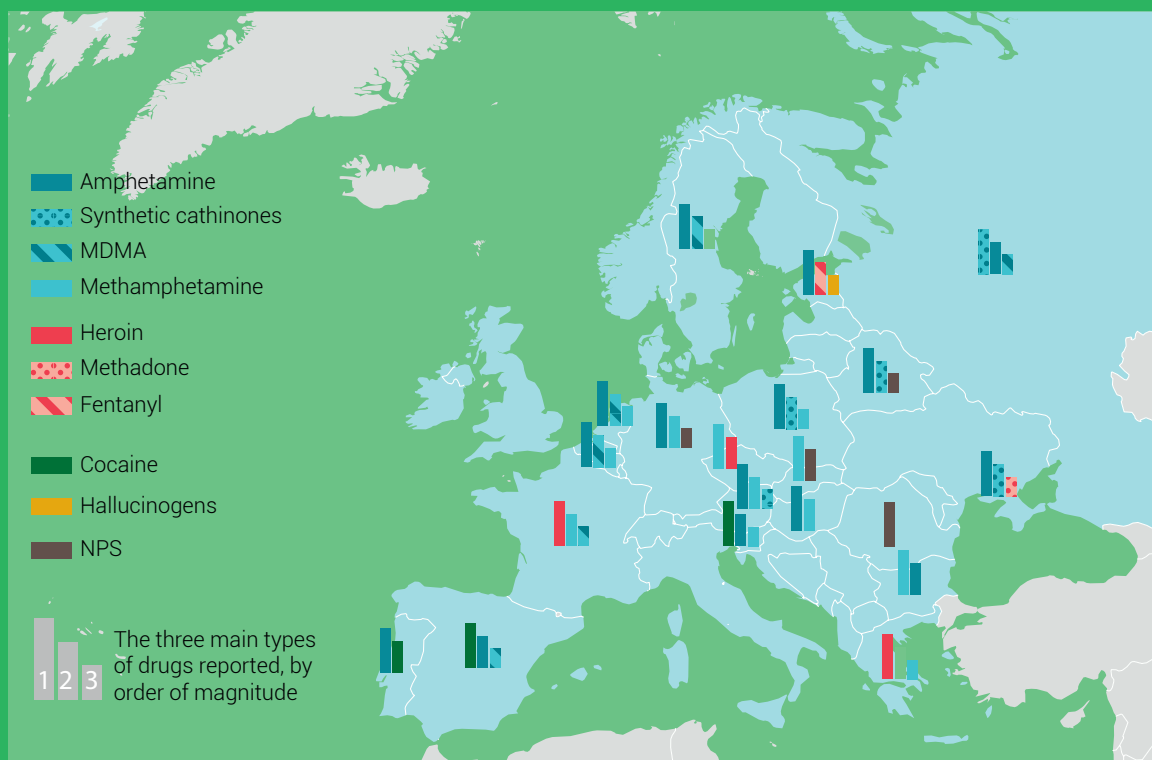 Amphetamine
Synthetic cathinones
MDMA
Methamphetamine
Heroin
Methadone
Fentanyl
Cocaine
Hallucinogens
NPS
1 2 3
The three main types
of drugs reported, by
order of magnitude